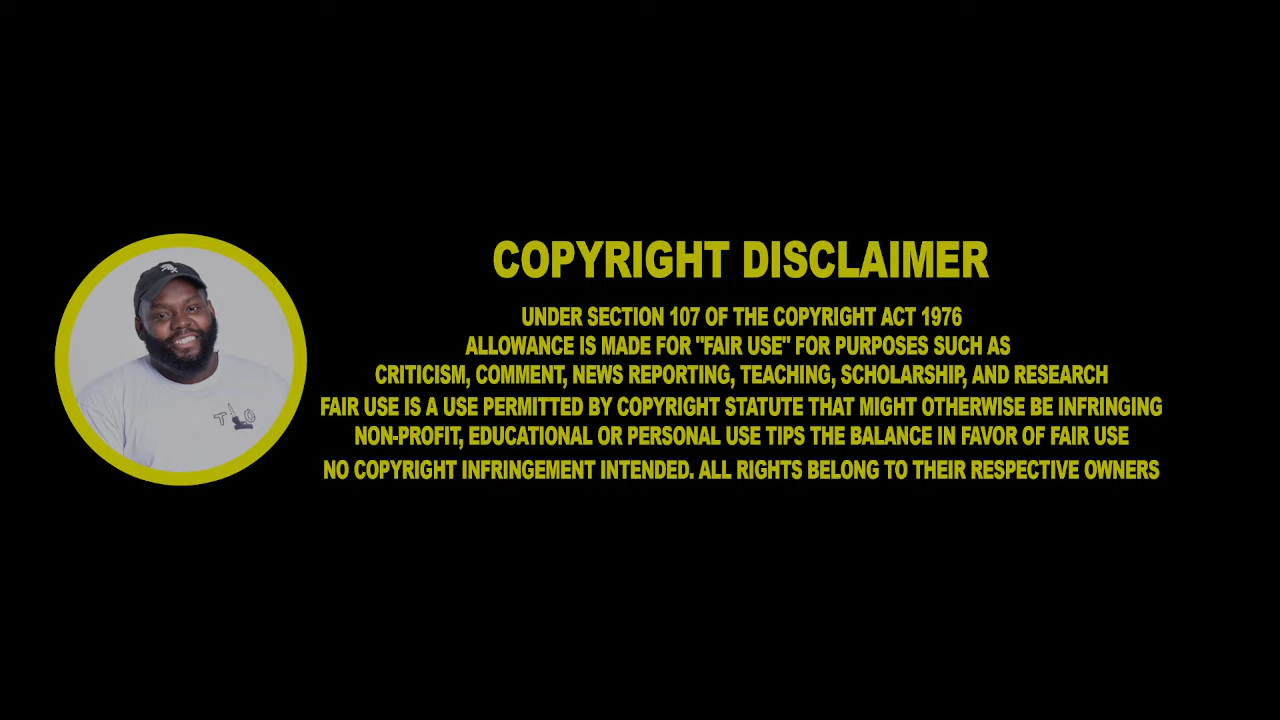 COPYRIGHT DISCLAIMER
UNDER SECTION 107 OF THE COPYRIGHT ACT 1976
ALLOWANCE IS MADE FOR "FAIR USE" FOR PURPOSES SUCH AS
CRITICISM, COMMENT, NEWS REPORTING, TEACHING, SCHOLARSHIP, AND RESEARCH
FAIR USE IS A USE PERMITTED BY COPYRIGHT STATUTE THAT MIGHT OTHERWISE BE INFRINGING
NON-PROFIT, EDUCATIONAL OR PERSONAL USE TIPS THE BALANCE IN FAVOR OF FAIR USE
NO COPYRIGHT INFRINGEMENT INTENDED. ALL RIGHTS BELONG TO THEIR RESPECTIVE OWNERS